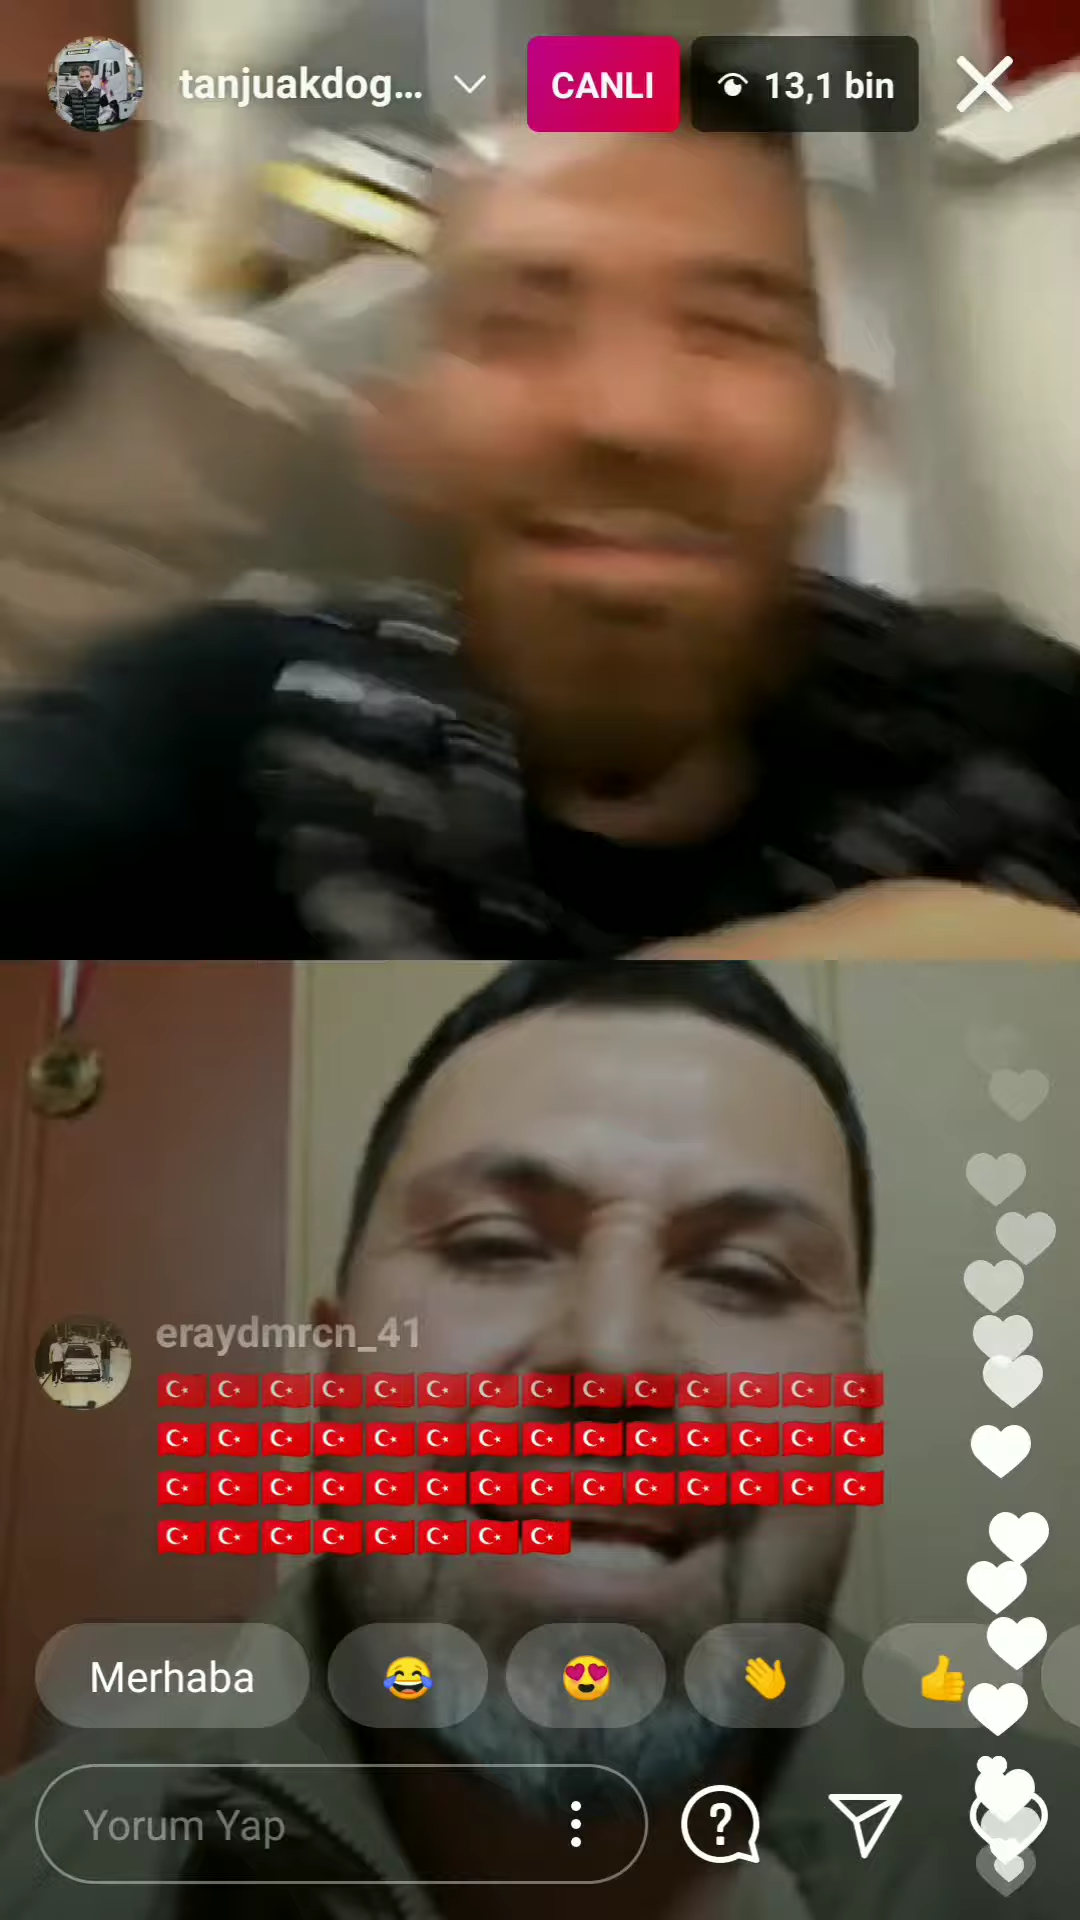 tanjuakdog...
CANLI
13,1 bin
eraydmrcn_41
🇹🇷🇹🇷🇹🇷🇹🇷🇹🇷🇹🇷🇹🇷🇹🇷🇹🇷🇹🇷🇹🇷🇹🇷🇹🇷🇹🇷
🇹🇷🇹🇷🇹🇷🇹🇷🇹🇷🇹🇷🇹🇷🇹🇷🇹🇷🇹🇷🇹🇷🇹🇷🇹🇷🇹🇷
🇹🇷🇹🇷🇹🇷🇹🇷🇹🇷🇹🇷🇹🇷🇹🇷🇹🇷🇹🇷🇹🇷🇹🇷🇹🇷🇹🇷
🇹🇷🇹🇷🇹🇷🇹🇷🇹🇷🇹🇷🇹🇷🇹🇷
Merhaba 😂 😍 👏 👍
Yorum Yap